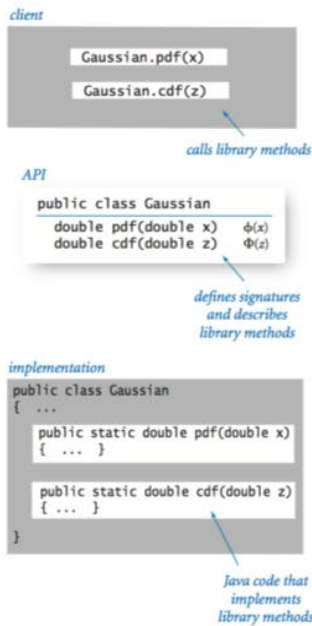 client
Gaussian.pdf(x)
Gaussian.cdf(z)
calls library methods
API
public class Gaussian
double pdf(double x) ϕ(x)
double cdf(double z) Φ(z)
defines signatures
and describes
library methods
implementation
public class Gaussian
{ ...
public static double pdf(double x)
{ ... }
public static double cdf(double z)
{ ... }
}
Java code that
implements
library methods